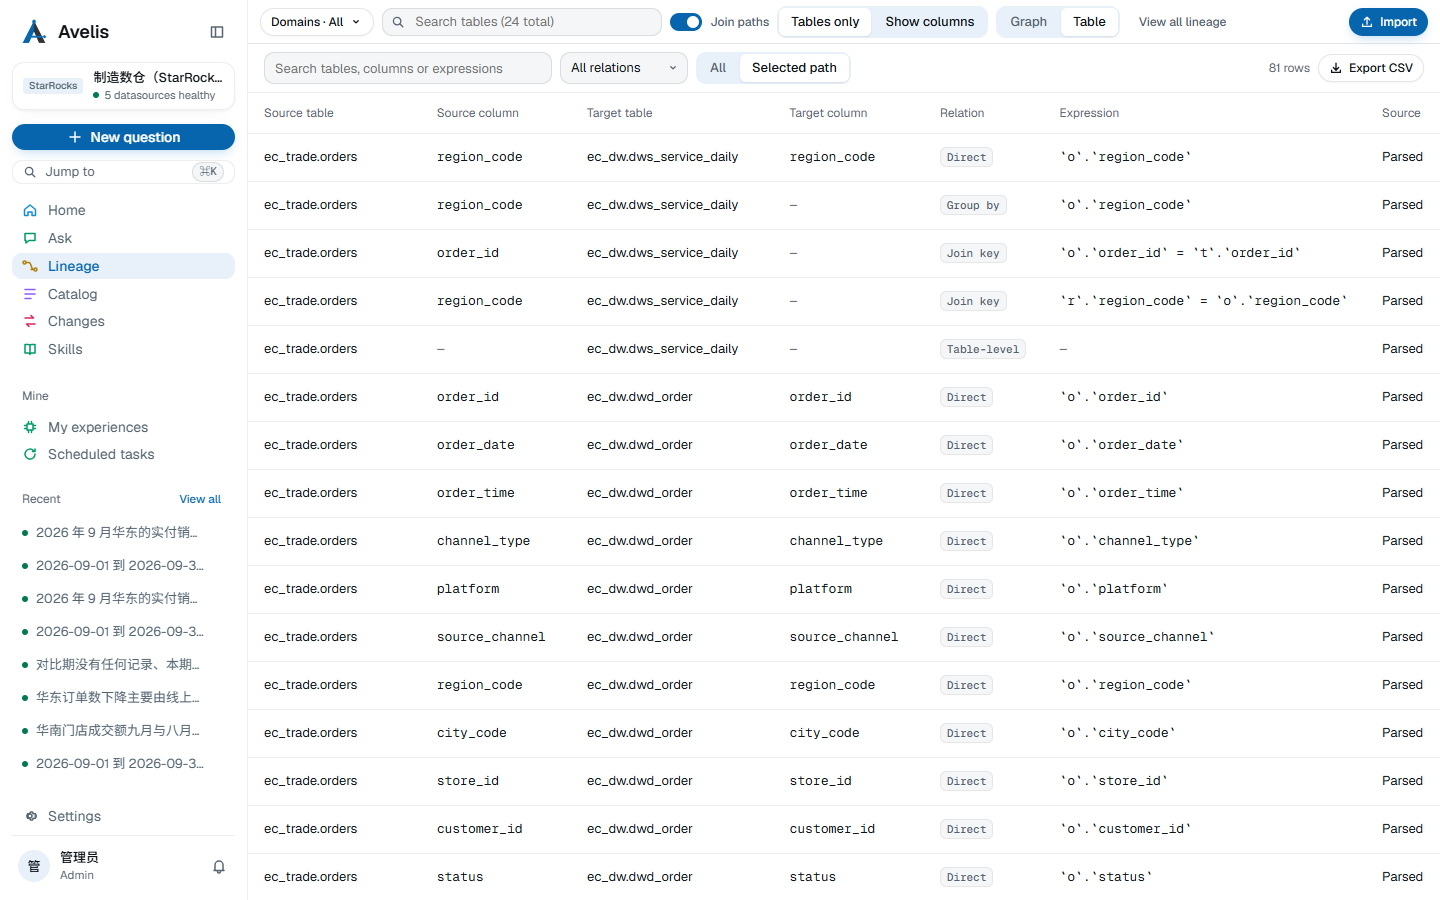 Avelis
StarRocks
制造数仓（StarRock...
5 datasources healthy
New question
Jump to
⌘K
Home
Ask
Lineage
Catalog
Changes
Skills
Mine
My experiences
Scheduled tasks
Recent
View all
2026 年 9 月华东的实付销...
2026-09-01 到 2026-09-3...
2026 年 9 月华东的实付销...
2026-09-01 到 2026-09-3...
对比期没有任何记录、本期...
华东订单数下降主要由线上...
华南门店成交额九月与八月...
2026-09-01 到 2026-09-3...
Settings
管
管理员
Admin
Domains · All
Search tables (24 total)
Join paths
Tables only
Show columns
Graph
Table
View all lineage
Import
Search tables, columns or expressions
All relations
All
Selected path
81 rows
Export CSV
Source table Source column Target table Target column Relation Expression Source
ec_trade.orders region_code ec_dw.dws_service_daily region_code Direct `o`.`region_code` Parsed
ec_trade.orders region_code ec_dw.dws_service_daily – Group by `o`.`region_code` Parsed
ec_trade.orders order_id ec_dw.dws_service_daily – Join key `o`.`order_id` = `t`.`order_id` Parsed
ec_trade.orders region_code ec_dw.dws_service_daily – Join key `r`.`region_code` = `o`.`region_code` Parsed
ec_trade.orders – ec_dw.dws_service_daily – Table-level – Parsed
ec_trade.orders order_id ec_dw.dwd_order order_id Direct `o`.`order_id` Parsed
ec_trade.orders order_date ec_dw.dwd_order order_date Direct `o`.`order_date` Parsed
ec_trade.orders order_time ec_dw.dwd_order order_time Direct `o`.`order_time` Parsed
ec_trade.orders channel_type ec_dw.dwd_order channel_type Direct `o`.`channel_type` Parsed
ec_trade.orders platform ec_dw.dwd_order platform Direct `o`.`platform` Parsed
ec_trade.orders source_channel ec_dw.dwd_order source_channel Direct `o`.`source_channel` Parsed
ec_trade.orders region_code ec_dw.dwd_order region_code Direct `o`.`region_code` Parsed
ec_trade.orders city_code ec_dw.dwd_order city_code Direct `o`.`city_code` Parsed
ec_trade.orders store_id ec_dw.dwd_order store_id Direct `o`.`store_id` Parsed
ec_trade.orders customer_id ec_dw.dwd_order customer_id Direct `o`.`customer_id` Parsed
ec_trade.orders status ec_dw.dwd_order status Direct `o`.`status` Parsed